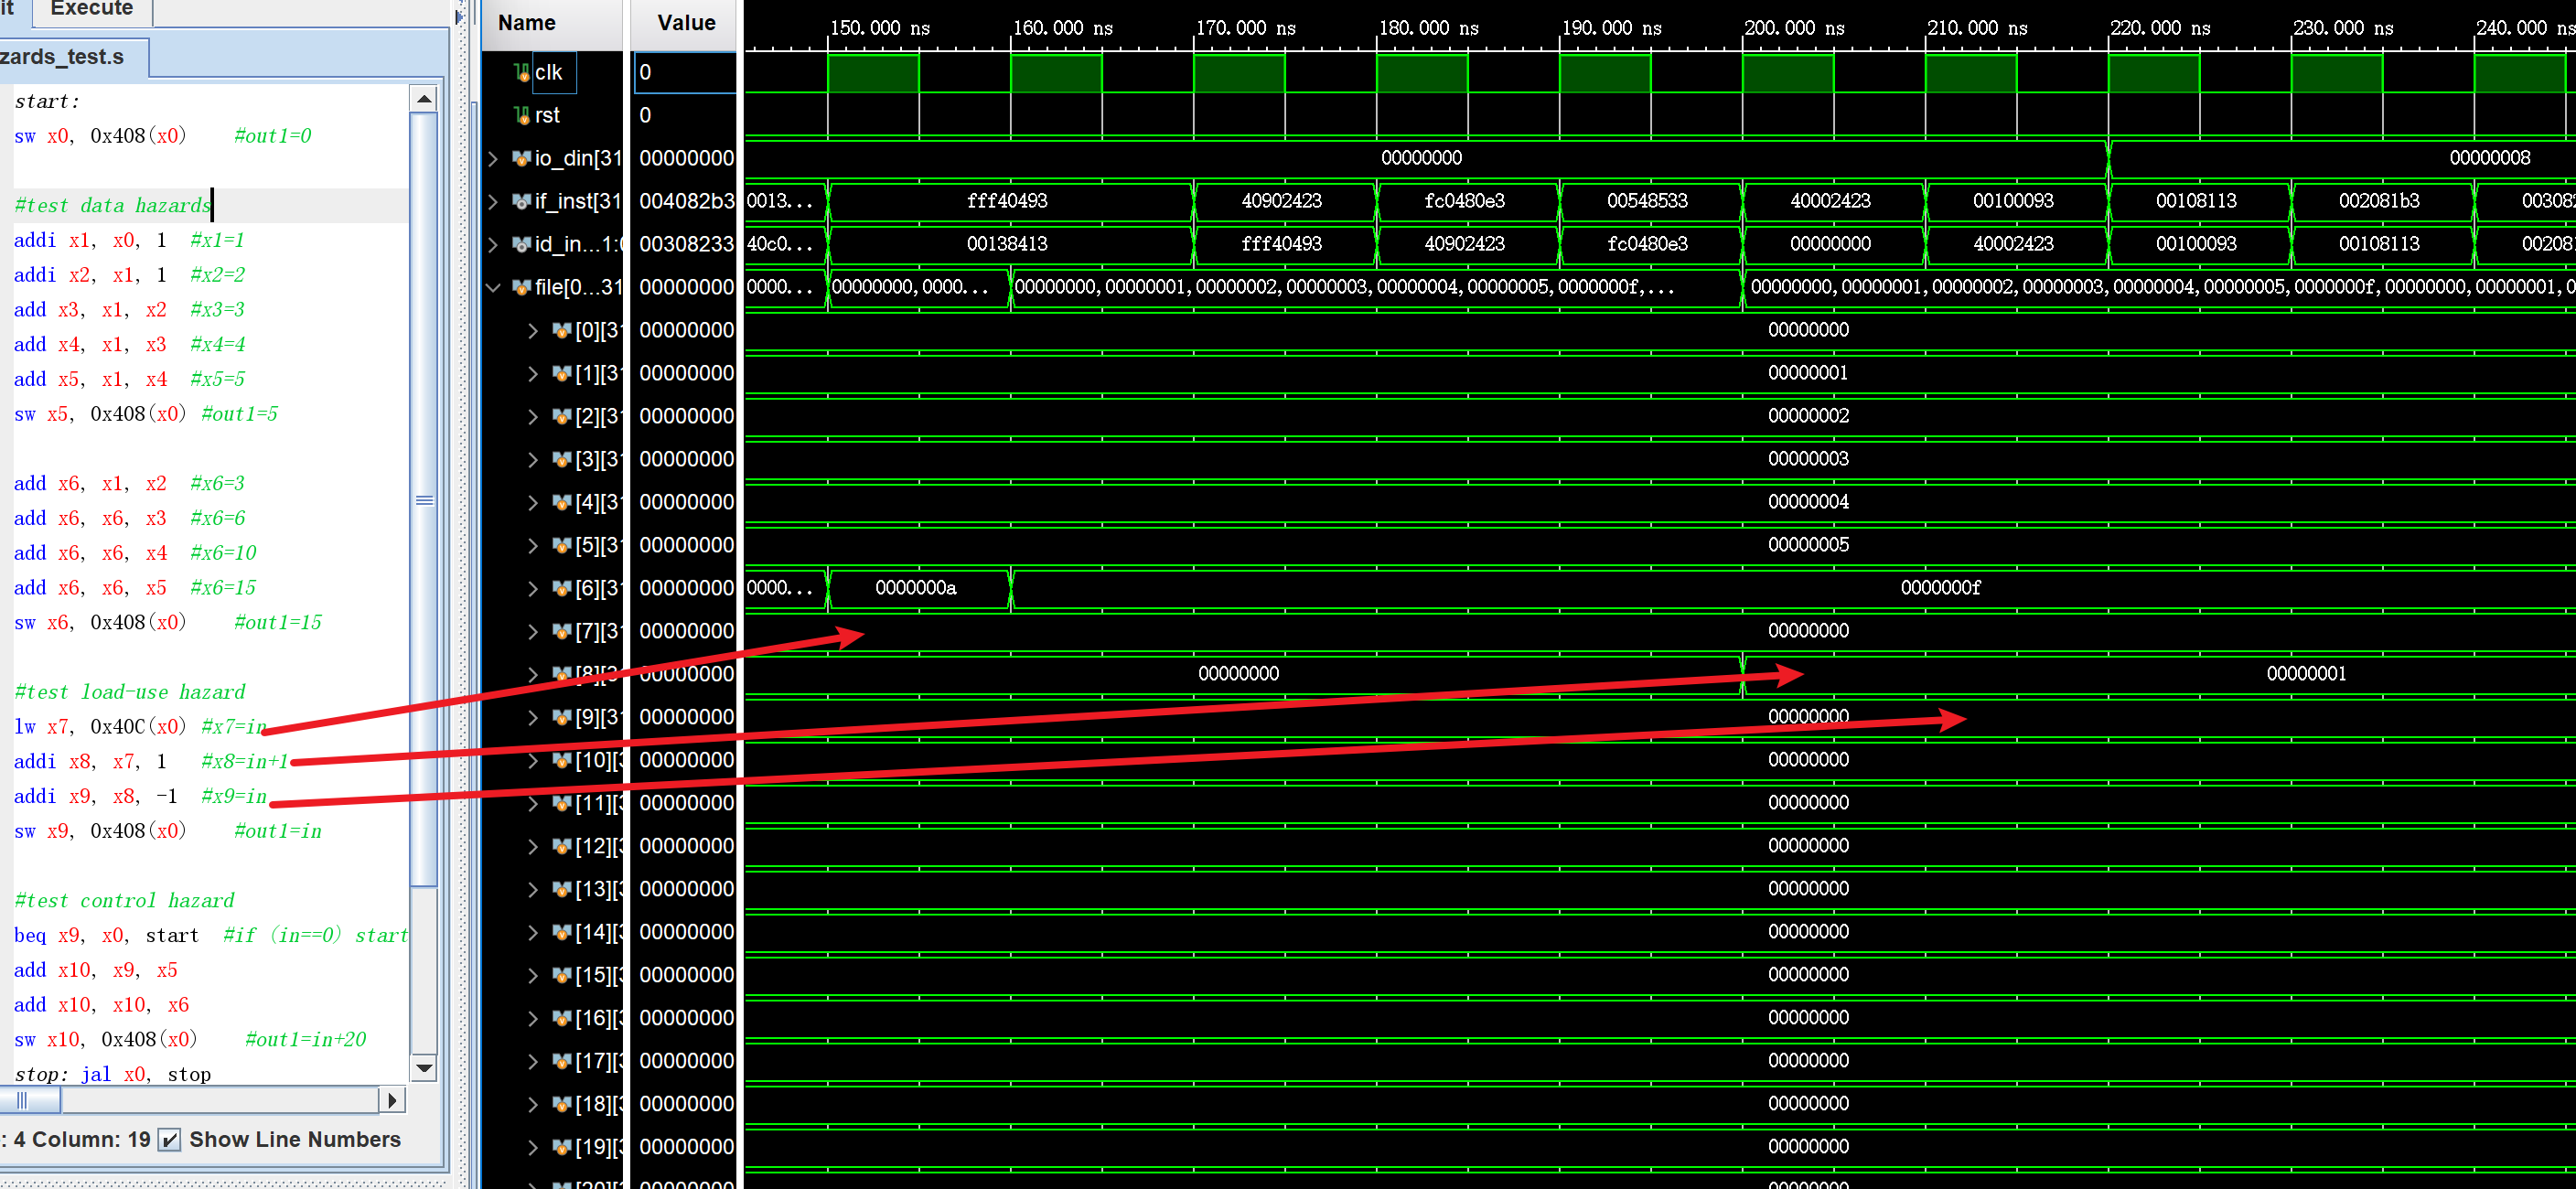 it Execute
zards_test.s
start:
sw x0, 0x408(x0) #out1=0
#test data hazards
addi x1, x0, 1 #x1=1
addi x2, x1, 1 #x2=2
add x3, x1, x2 #x3=3
add x4, x1, x3 #x4=4
add x5, x1, x4 #x5=5
sw x5, 0x408(x0) #out1=5
add x6, x1, x2 #x6=3
add x6, x6, x3 #x6=6
add x6, x6, x4 #x6=10
add x6, x6, x5 #x6=15
sw x6, 0x408(x0) #out1=15
#test load-use hazard
lw x7, 0x40C(x0) #x7=in
addi x8, x7, 1 #x8=in+1
addi x9, x8, -1 #x9=in
sw x9, 0x408(x0) #out1=in
#test control hazard
beq x9, x0, start #if (in==0) start
add x10, x9, x5
add x10, x10, x6
sw x10, 0x408(x0) #out1=in+20
stop: jal x0, stop
: 4 Column: 19 Show Line Numbers
Name Value
150.000 ns 160.000 ns 170.000 ns 180.000 ns 190.000 ns 200.000 ns 210.000 ns 220.000 ns 230.000 ns 240.000 ns
clk 0
rst 0
io_din[31 00000000 00000000 00000008
if_inst[31 004082b3 0013... fff40493 40902423 fc0480e3 00548533 40002423 00100093 00108113 002081b3 00308
id_in...1:0 00308233 40c0... 00138413 fff40493 40902423 fc0480e3 00000000 40002423 00100093 00108113 00208
file[0...31 00000000 0000... 00000000,0000... 00000000,00000001,00000002,00000003,00000004,00000005,0000000f,... 00000000,00000001,00000002,00000003,00000004,00000005,0000000f,00000000,00000001,0
[0][31 00000000 00000000
[1][31 00000000 00000001
[2][31 00000000 00000002
[3][31 00000000 00000003
[4][31 00000000 00000004
[5][31 00000000 00000005
[6][31 00000000 0000... 0000000a 0000000f
[7][31 00000000 00000000
[8][3 00000000 00000000 00000001
[9][31 00000000 00000000
[10][3 00000000 00000000
[11][3 00000000 00000000
[12][3 00000000 00000000
[13][3 00000000 00000000
[14][3 00000000 00000000
[15][3 00000000 00000000
[16][3 00000000 00000000
[17][3 00000000 00000000
[18][3 00000000 00000000
[19][3 00000000 00000000